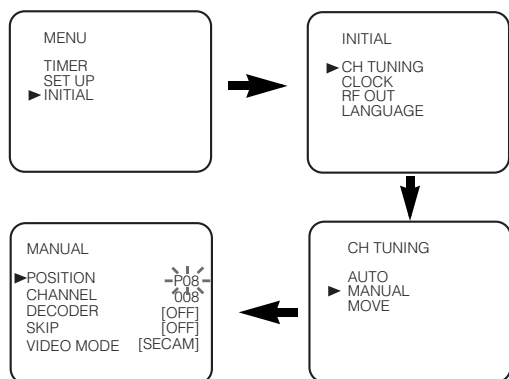 MENU
TIMER
SET UP
►INITIAL
INITIAL
►CH TUNING
CLOCK
RF OUT
LANGUAGE
CH TUNING
AUTO
►MANUAL
MOVE
MANUAL
►POSITION P08
CHANNEL 008
DECODER [OFF]
SKIP [OFF]
VIDEO MODE [SECAM]